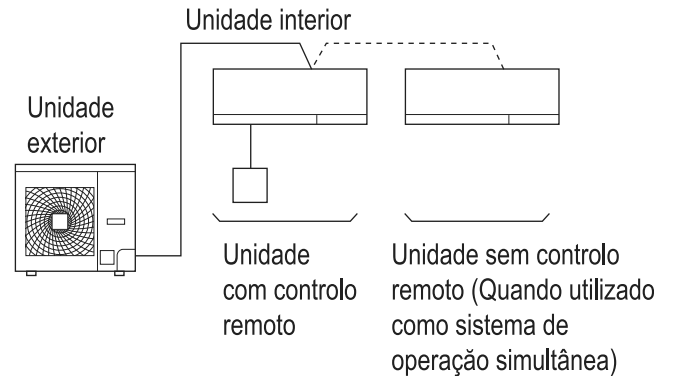 Unidade interior
Unidade
exterior
Unidade
com controlo
remoto
Unidade sem controlo
remoto (Quando utilizado
como sistema de
operação simultânea)